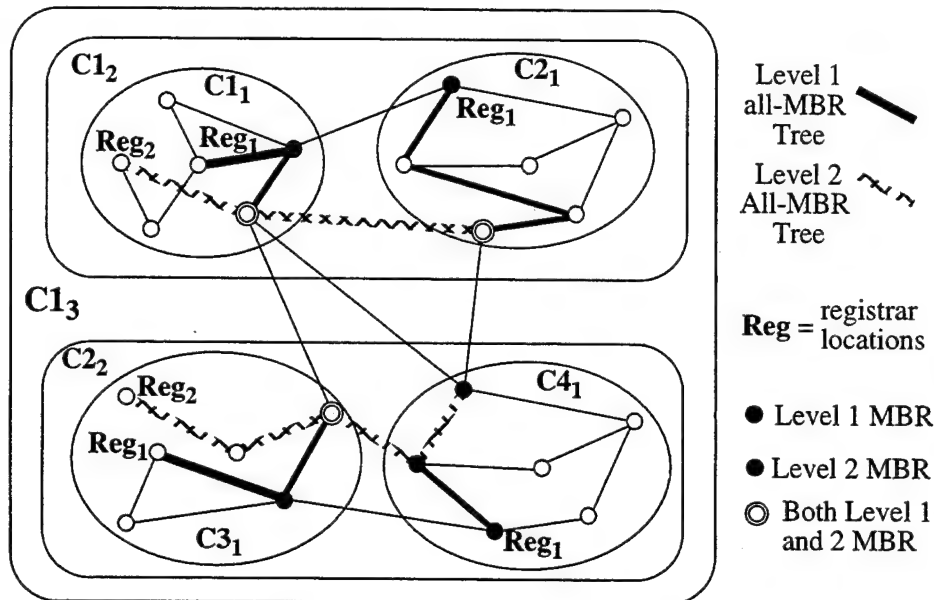 C1₂
C1₁
Reg₁
Reg₂
C2₁
Reg₁
C1₃
C2₂
Reg₂
Reg₁
C3₁
C4₁
Reg₁
Level 1
all-MBR
Tree
Level 2
All-MBR
Tree
Reg = registrar
locations
Level 1 MBR
Level 2 MBR
Both Level 1
and 2 MBR